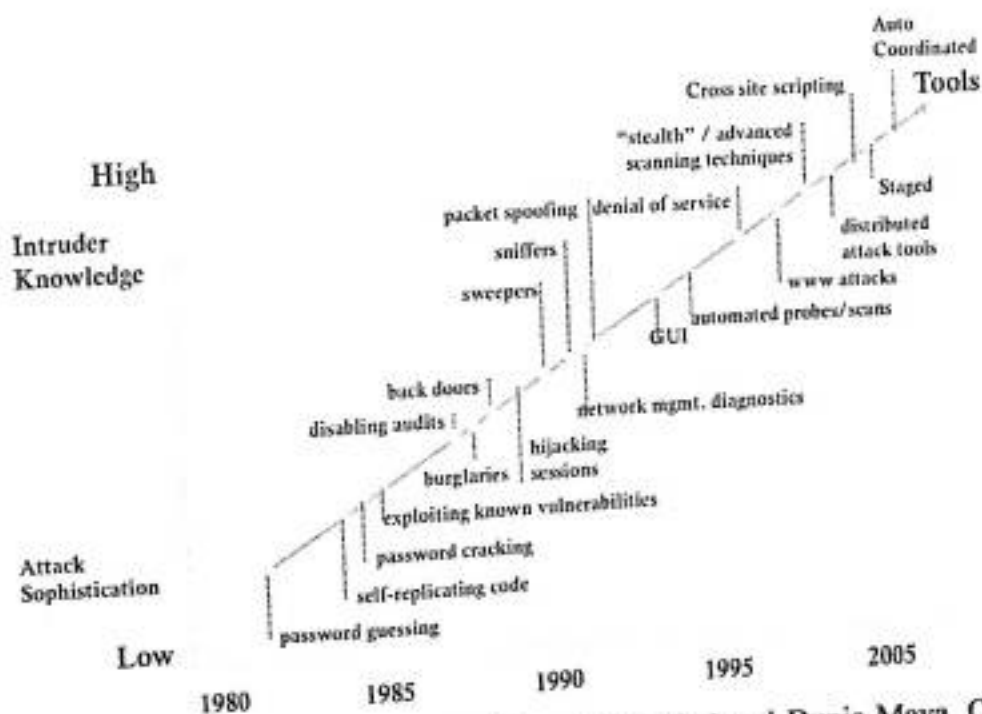 Auto
Coordinated
Tools
Cross site scripting
"stealth" / advanced
scanning techniques
High
Staged
packet spoofing
denial of service
distributed
attack tools
Intruder
Knowledge
sniffers
www attacks
sweepers
automated probes/scans
GUI
back doors
network mgmt. diagnostics
disabling audits
hijacking
sessions
burglaries
exploiting known vulnerabilities
password cracking
Attack
Sophistication
self-replicating code
password guessing
Low
1980
1985
1990
1995
2005